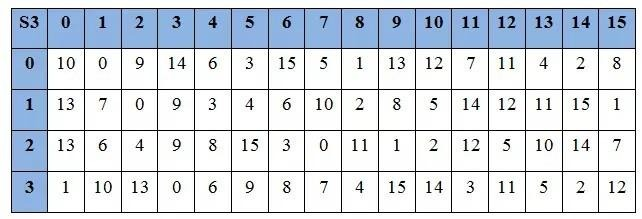 S3 0 1 2 3 4 5 6 7 8 9 10 11 12 13 14 15
0 10 0 9 14 6 3 15 5 1 13 12 7 11 4 2 8
1 13 7 0 9 3 4 6 10 2 8 5 14 12 11 15 1
2 13 6 4 9 8 15 3 0 11 1 2 12 5 10 14 7
3 1 10 13 0 6 9 8 7 4 15 14 3 11 5 2 12